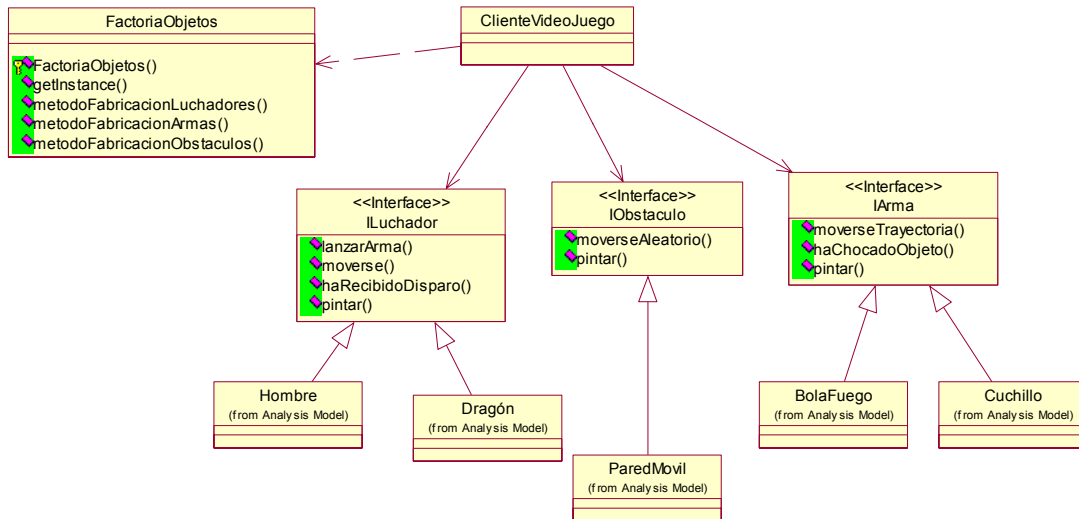 FactoriaObjetos
FactoriaObjetos()
getInstance()
metodoFabricacionLuchadores()
metodoFabricacionArmas()
metodoFabricacionObstaculos()
ClienteVideoJuego
<<Interface>>
ILuchador
lanzarArma()
moverse()
haRecibidoDisparo()
pintar()
<<Interface>>
IObstaculo
moverseAleatorio()
pintar()
<<Interface>>
IArma
moverseTrayectoria()
haChocadoObjeto()
pintar()
Hombre
(from Analysis Model)
Dragón
(from Analysis Model)
ParedMovil
(from Analysis Model)
BolaFuego
(from Analysis Model)
Cuchillo
(from Analysis Model)